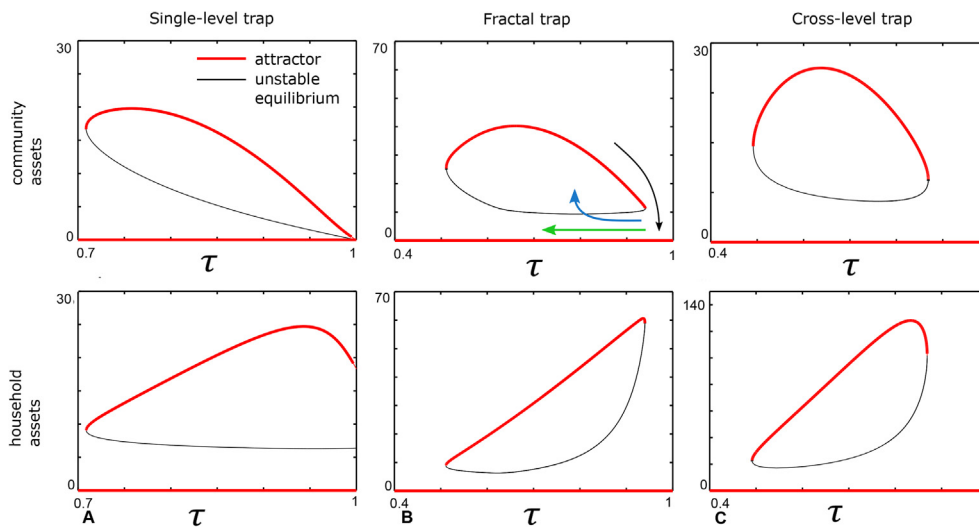 Single-level trap
Fractal trap
Cross-level trap
30
attractor
unstable
equilibrium
community
assets
0
0.7
τ
1
70
0
0.4
τ
1
30
0
0.4
τ
30
household
assets
0
0.7
A
τ
1
70
0
0.4
B
τ
1
140
0
0.4
C
τ